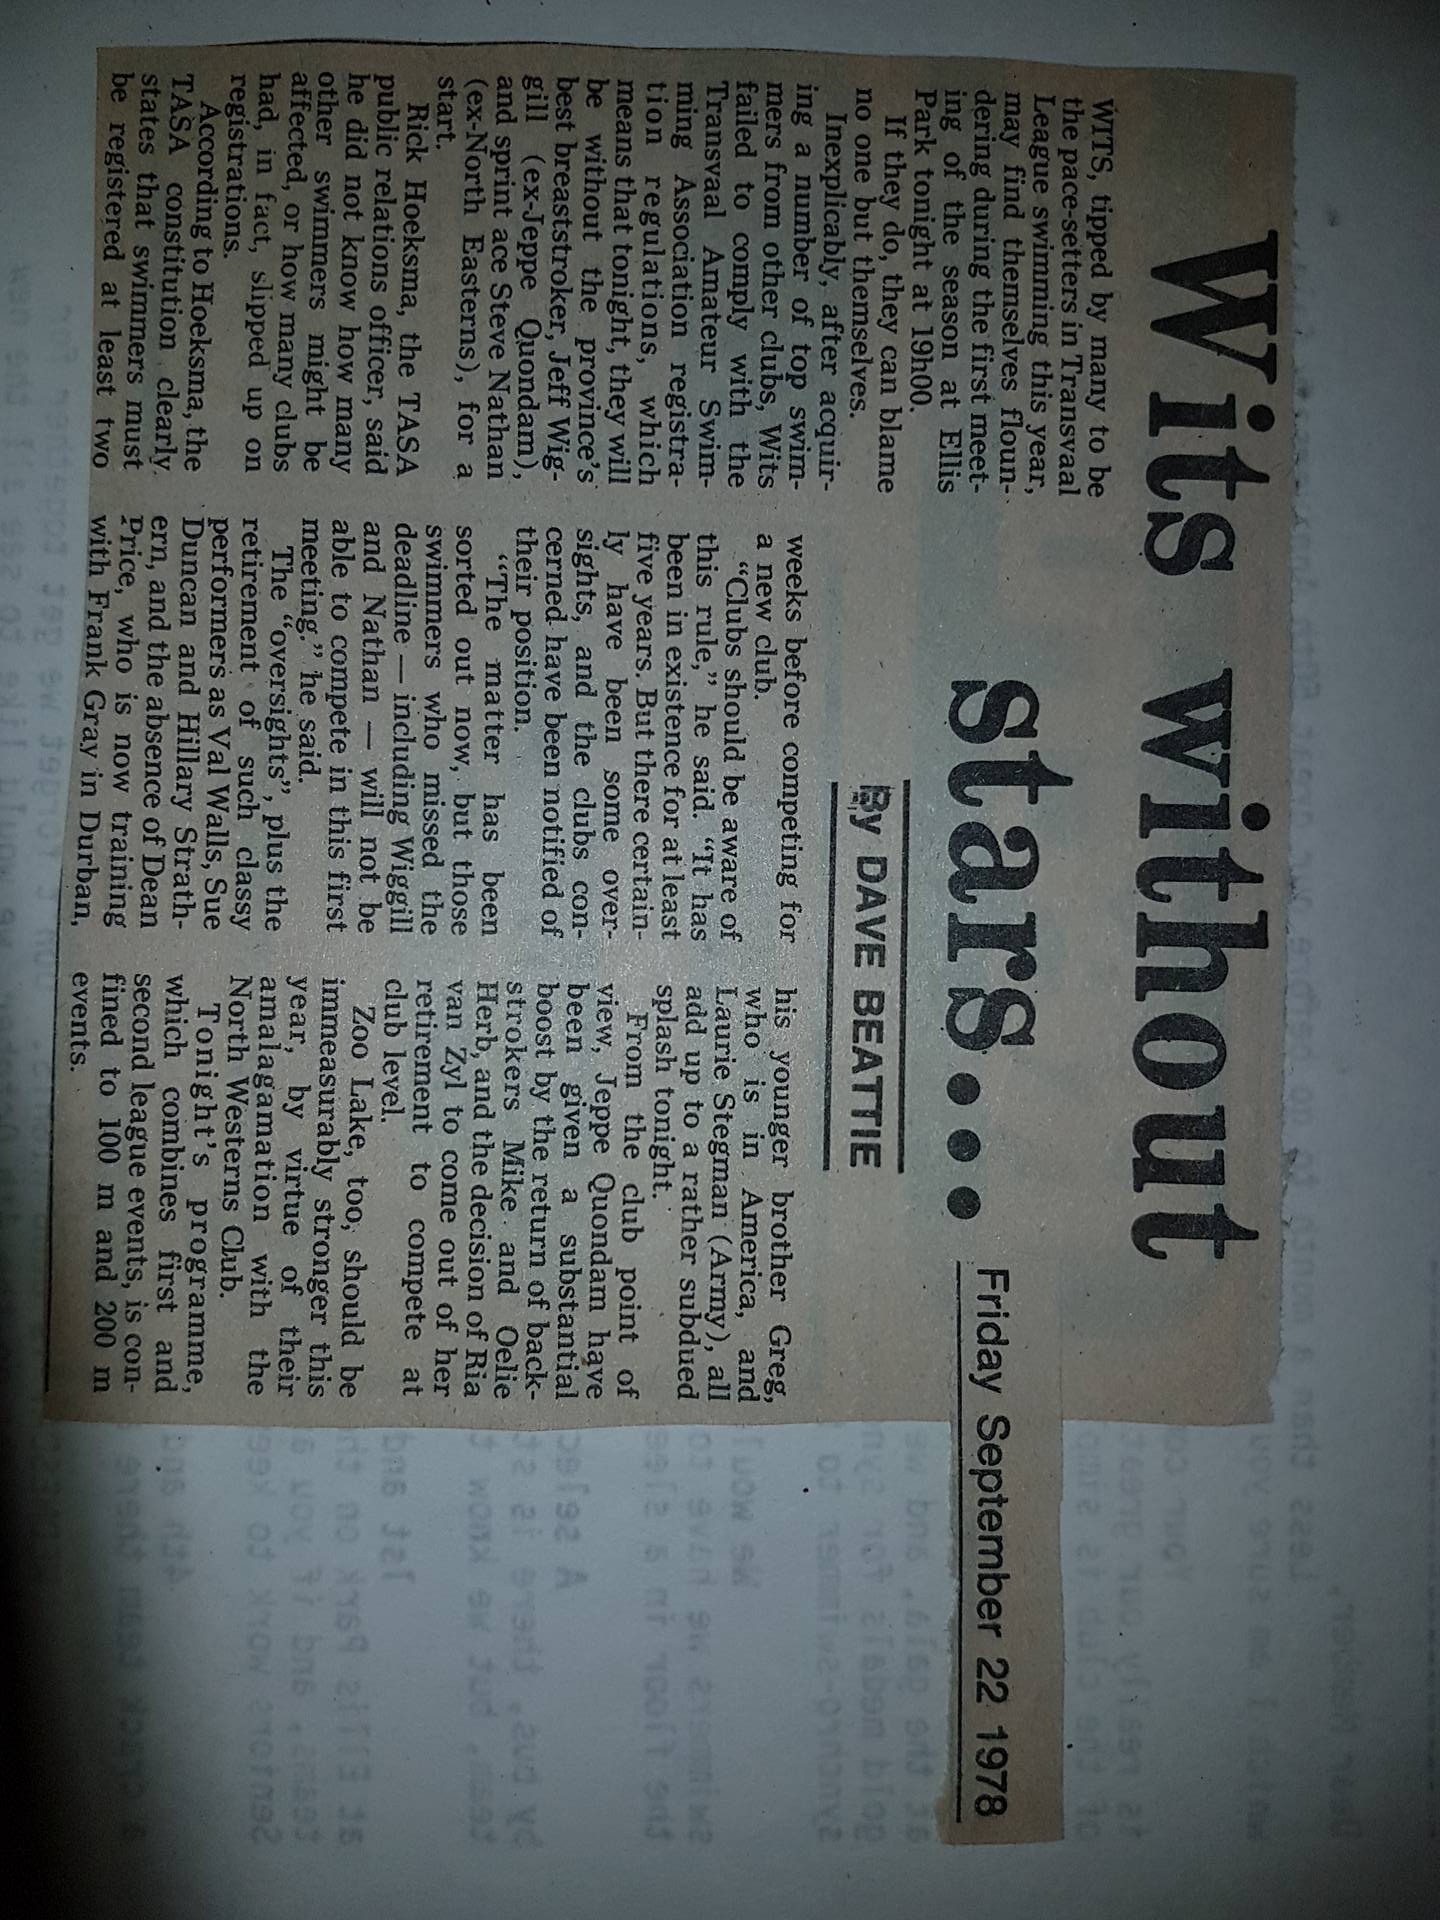 Wits without
stars...
Friday September 22 1978
By DAVE BEATTIE
WITS, tipped by many to be
the pace-setters in Transvaal
League swimming this year,
may find themselves floun-
dering during the first meet-
ing of the season at Ellis
Park tonight at 19h00.
If they do, they can blame
no one but themselves.
Inexplicably, after acquir-
ing a number of top swim-
mers from other clubs, Wits
failed to comply with the
Transvaal Amateur Swim-
ming Association registra-
tion regulations, which
means that tonight, they will
be without the province's
best breaststroker, Jeff Wig-
gill (ex-Jeppe Quondam),
and sprint ace Steve Nathan
(ex-North Easterns), for a
start.
Rick Hoeksma, the TASA
public relations officer, said
he did not know how many
other swimmers might be
affected, or how many clubs
had, in fact, slipped up on
registrations.
According to Hoeksma, the
TASA constitution clearly
states that swimmers must
be registered at least two
weeks before competing for
a new club.
"Clubs should be aware of
this rule," he said. "It has
been in existence for at least
five years. But there certain-
ly have been some over-
sights, and the clubs con-
cerned have been notified of
their position.
"The matter has been
sorted out now, but those
swimmers who missed the
deadline — including Wiggill
and Nathan — will not be
able to compete in this first
meeting." he said.
The "oversights", plus the
retirement of such classy
performers as Val Walls, Sue
Duncan and Hillary Strath-
ern, and the absence of Dean
Price, who is now training
with Frank Gray in Durban,
his younger brother Greg,
who is in America, and
Laurie Stegman (Army), all
add up to a rather subdued
splash tonight.
From the club point of
view, Jeppe Quondam have
been given a substantial
boost by the return of back-
strokers Mike and Oelie
Herb, and the decision of Ria
van Zyl to come out of her
retirement to compete at
club level.
Zoo Lake, too, should be
immeasurably stronger this
year, by virtue of their
amalagamation with the
North Westerns Club.
Tonight's programme,
which combines first and
second league events, is con-
fined to 100 m and 200 m
events.